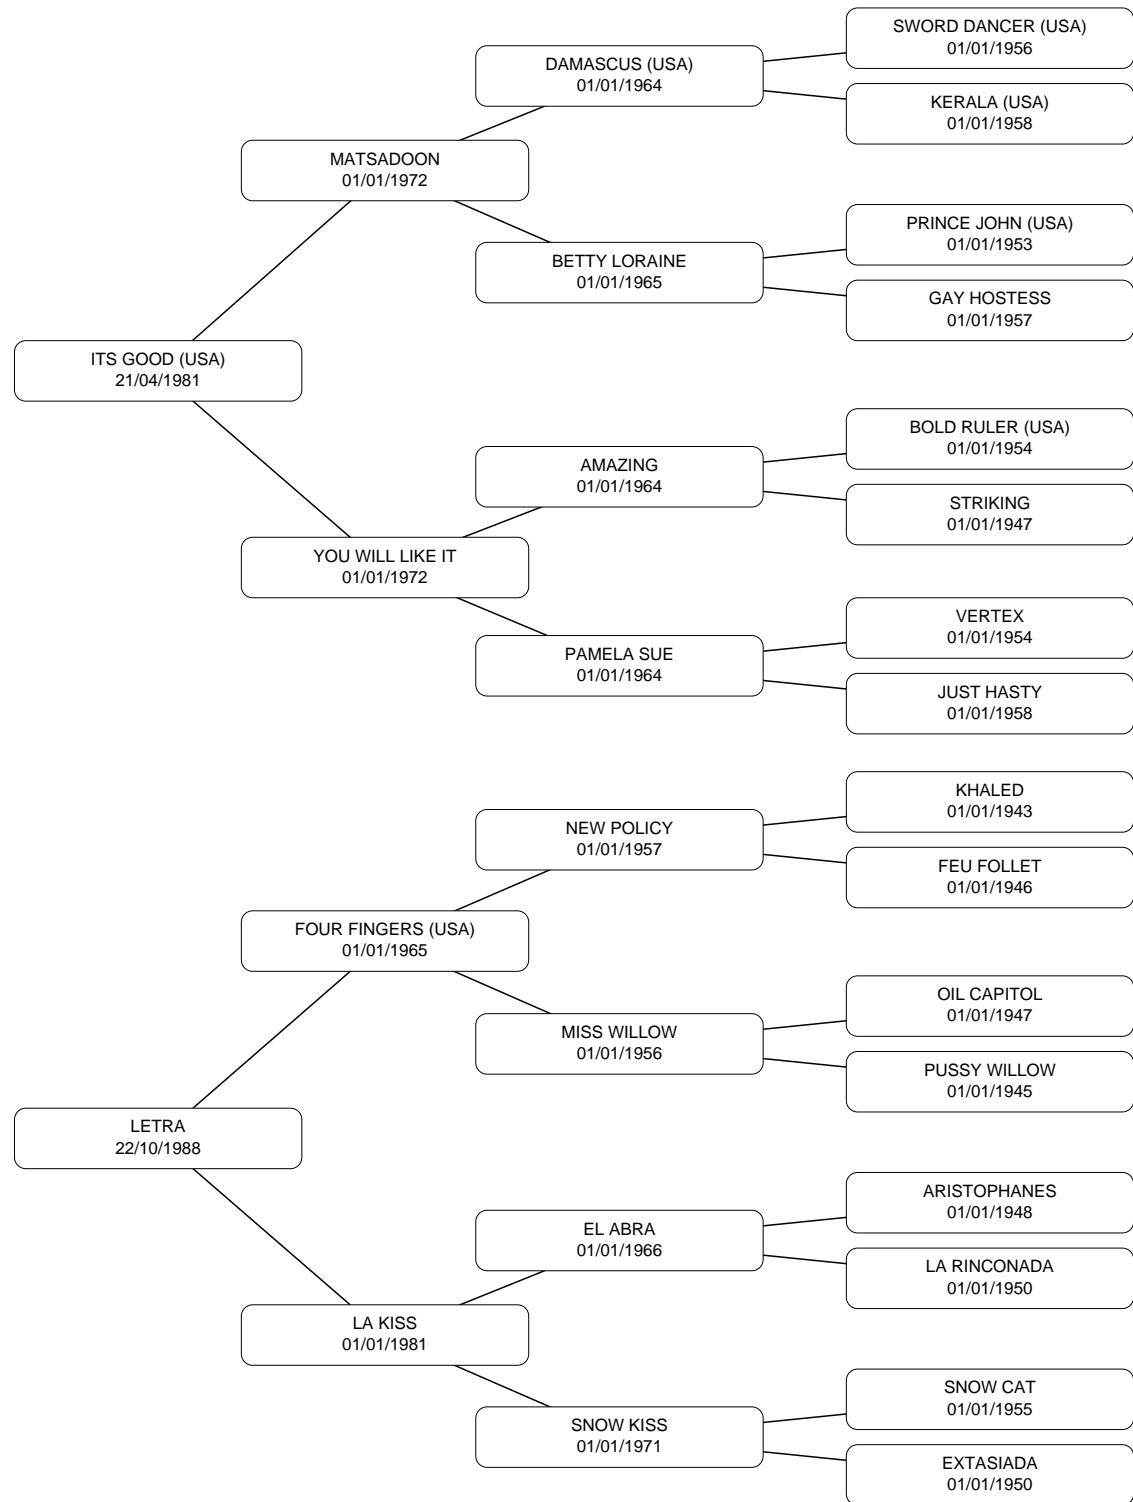 SWORD DANCER (USA)
01/01/1956
DAMASCUS (USA)
01/01/1964
KERALA (USA)
01/01/1958
MATSADOON
01/01/1972
PRINCE JOHN (USA)
01/01/1953
BETTY LORAINE
01/01/1965
GAY HOSTESS
01/01/1957
ITS GOOD (USA)
21/04/1981
BOLD RULER (USA)
01/01/1954
AMAZING
01/01/1964
STRIKING
01/01/1947
YOU WILL LIKE IT
01/01/1972
VERTEX
01/01/1954
PAMELA SUE
01/01/1964
JUST HASTY
01/01/1958
KHALED
01/01/1943
NEW POLICY
01/01/1957
FEU FOLLET
01/01/1946
FOUR FINGERS (USA)
01/01/1965
OIL CAPITOL
01/01/1947
MISS WILLOW
01/01/1956
PUSSY WILLOW
01/01/1945
LETRA
22/10/1988
ARISTOPHANES
01/01/1948
EL ABRA
01/01/1966
LA RINCONADA
01/01/1950
LA KISS
01/01/1981
SNOW CAT
01/01/1955
SNOW KISS
01/01/1971
EXTASIADA
01/01/1950